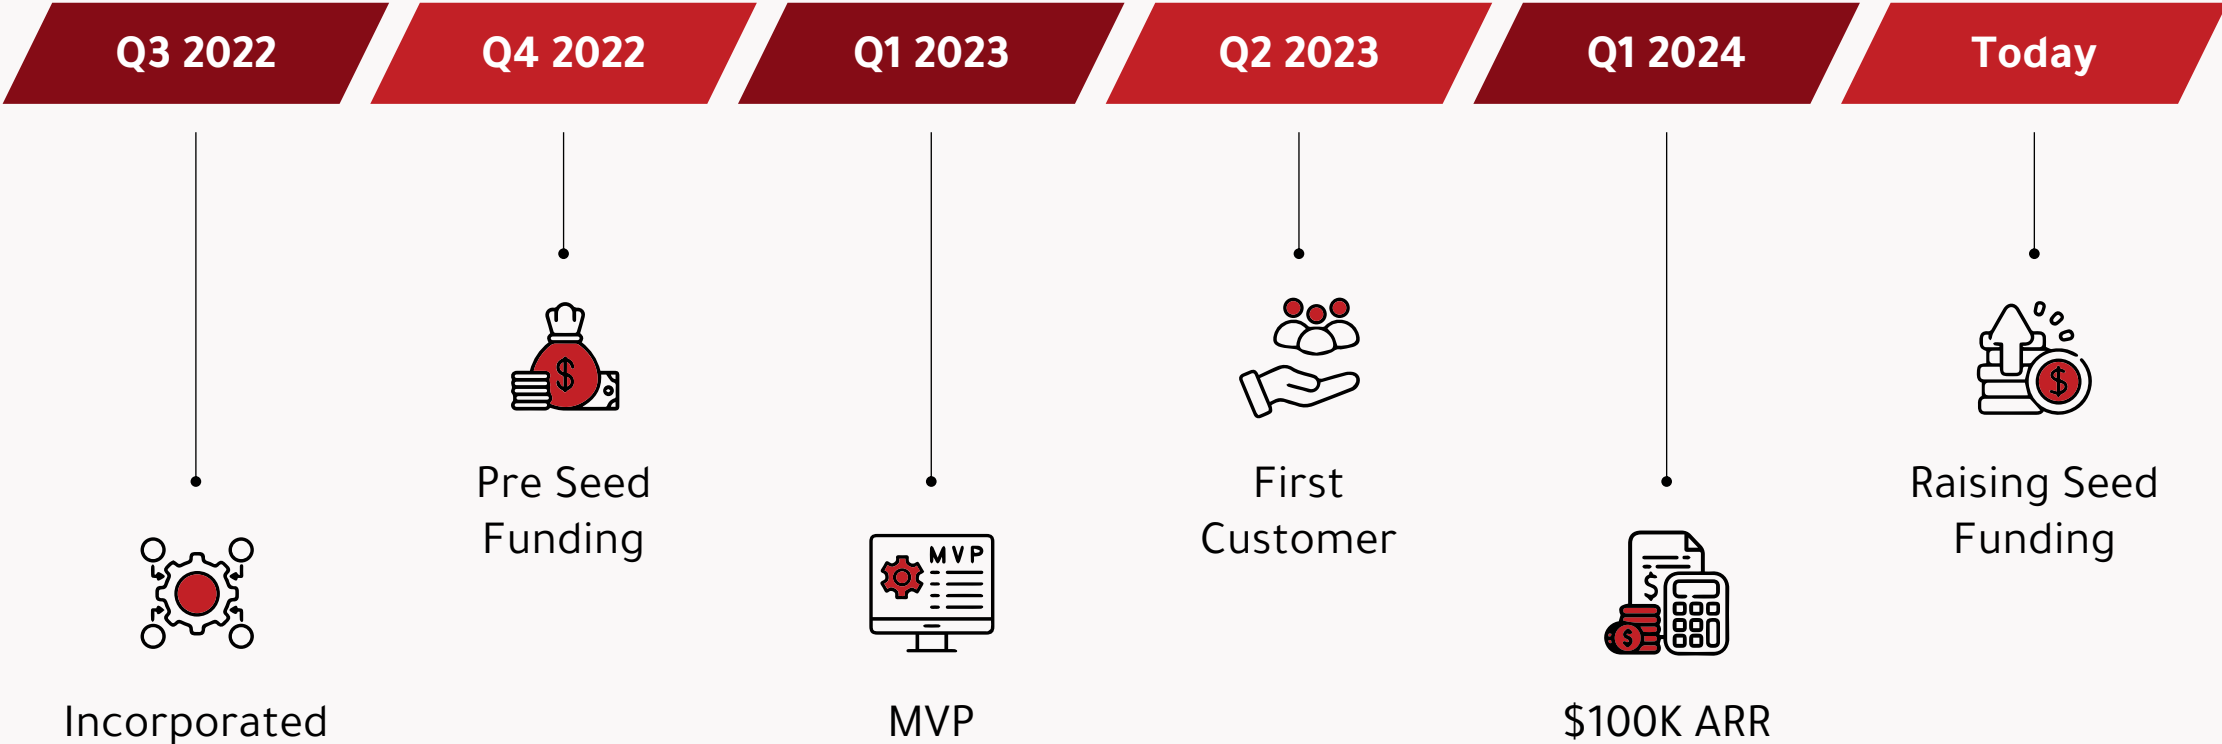 Q3 2022
Q4 2022
Q1 2023
Q2 2023
Q1 2024
Today
$
Pre Seed
Funding
First
Customer
$
Raising Seed
Funding
MVP
$
$
Incorporated
MVP
$100K ARR